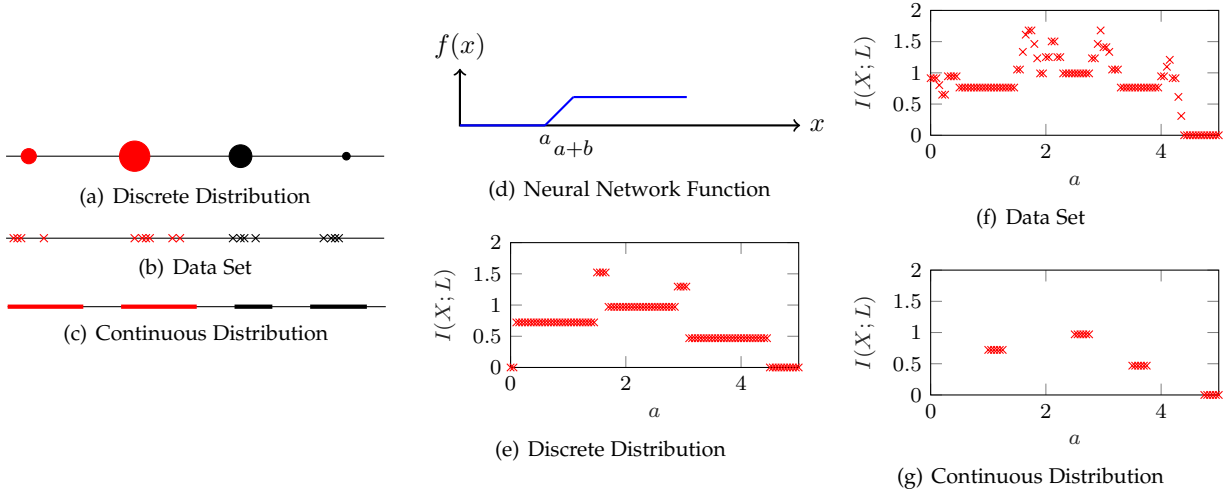 (a) Discrete Distribution
(b) Data Set
(c) Continuous Distribution
f(x)
x
a
a+b
(d) Neural Network Function
I(X; L)
2
1.5
1
0.5
0
0 2 4
a
(e) Discrete Distribution
I(X; L)
2
1.5
1
0.5
0
0 2 4
a
(f) Data Set
I(X; L)
2
1.5
1
0.5
0
0 2 4
a
(g) Continuous Distribution